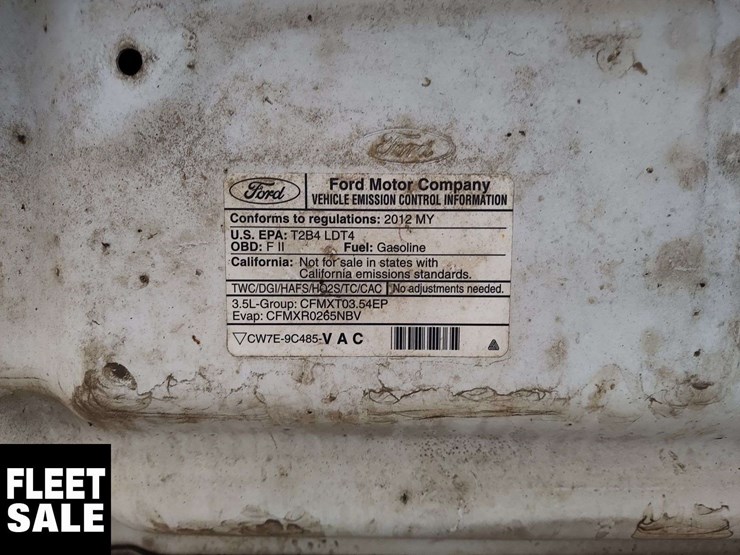 Ford
Ford
Ford Motor Company
VEHICLE EMISSION CONTROL INFORMATION
Conforms to regulations: 2012 MY
U.S. EPA: T2B4 LDT4
OBD: F II Fuel: Gasoline
California: Not for sale in states with
California emissions standards.
TWC/DGI/HAFS/HO2S/TC/CAC No adjustments needed.
3.5L-Group: CFMXT03.54EP
Evap: CFMXR0265NBV
▽CW7E-9C485-VAC
FLEET
SALE